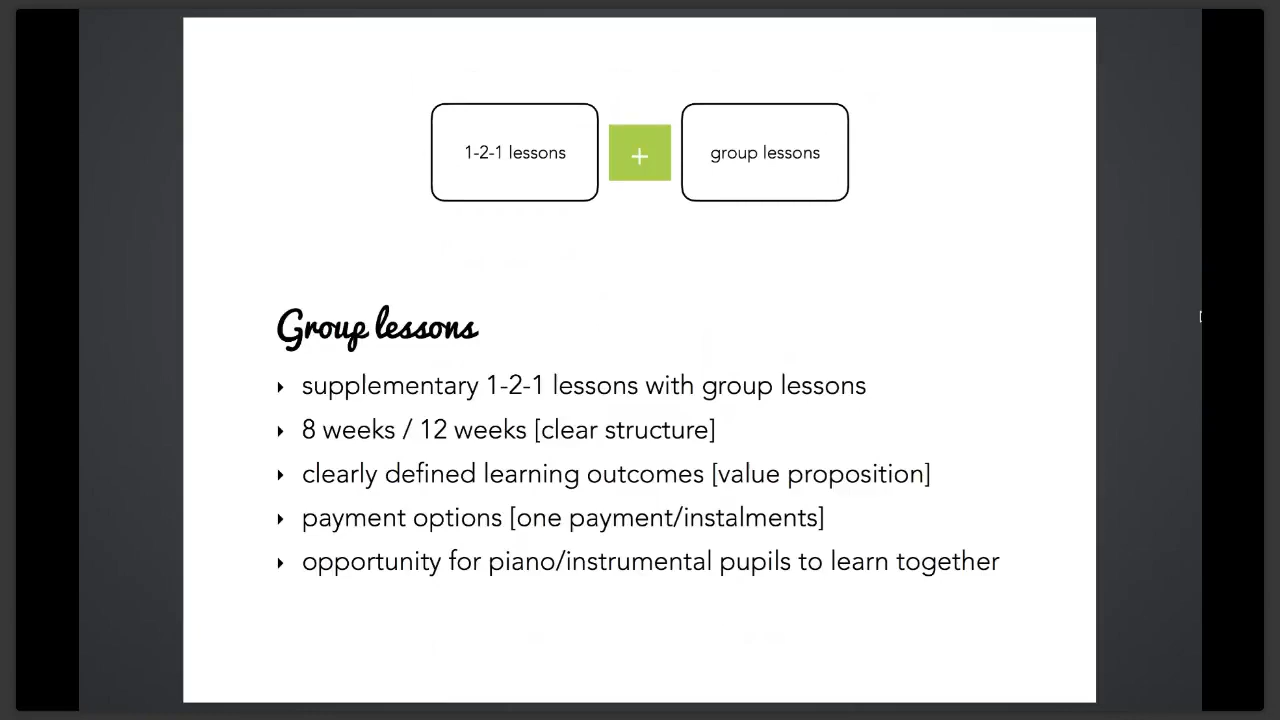 1-2-1 lessons + group lessons
Group lessons
supplementary 1-2-1 lessons with group lessons
8 weeks / 12 weeks [clear structure]
clearly defined learning outcomes [value proposition]
payment options [one payment/instalments]
opportunity for piano/instrumental pupils to learn together